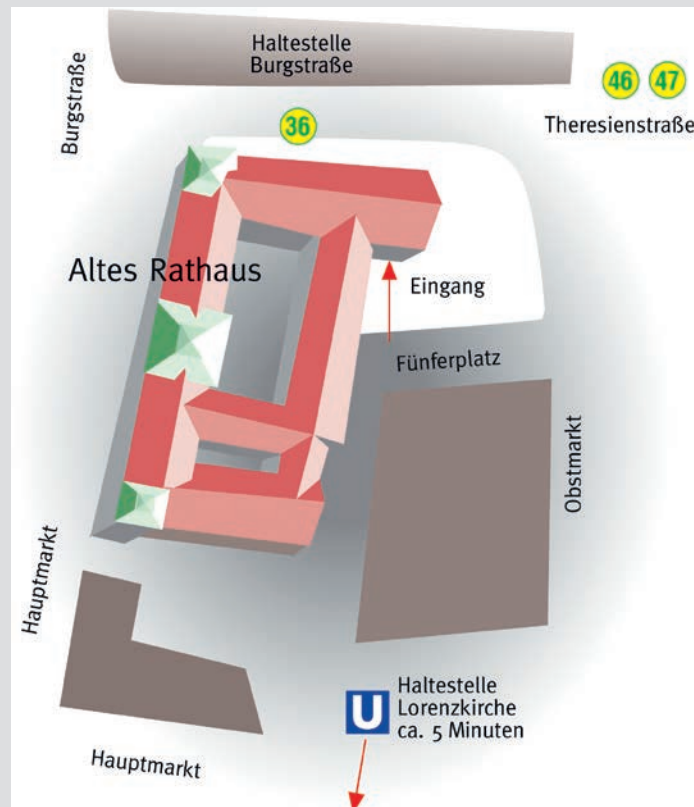 Haltestelle
Burgstraße
Burgstraße
46 47
Theresienstraße
36
Altes Rathaus
Eingang
Fünferplatz
Obstmarkt
Hauptmarkt
U
Haltestelle
Lorenzkirche
ca. 5 Minuten
Hauptmarkt